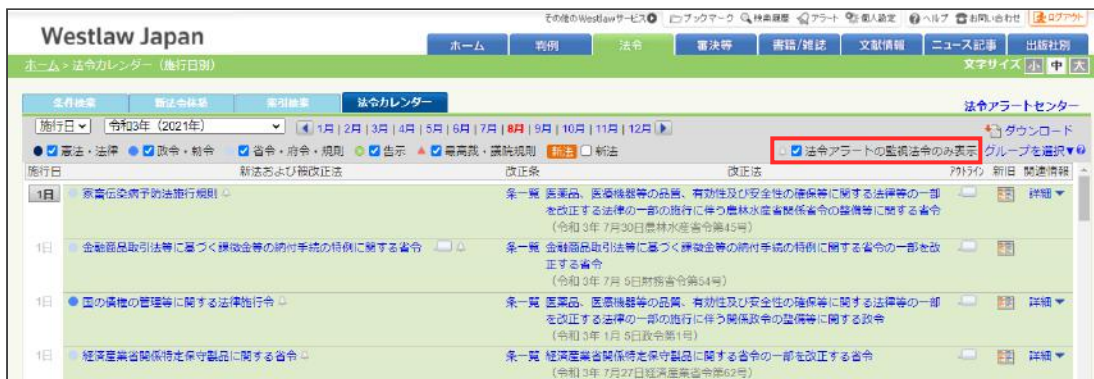 その他のWestlawサービス ブックマーク 検索履歴 アラート 個人設定 ヘルプ お問い合わせ ログアウト
Westlaw Japan
ホーム 判例 法令 審決等 書籍/雑誌 文献情報 ニュース記事 出版社別
ホーム > 法令カレンダー（施行日別） 文字サイズ 小 中 大
条件検索 新法令体系 索引検索 法令カレンダー 法令アラートセンター
施行日 令和3年（2021年） 1月 | 2月 | 3月 | 4月 | 5月 | 6月 | 7月 | 8月 | 9月 | 10月 | 11月 | 12月 ダウンロード
憲法・法律 政令・勅令 省令・府令・規則 告示 最高裁・議院規則 新法 新法 法令アラートの監視法令のみ表示 グループを選択▼
施行日 新法および被改正法 改正条 改正法 アウトライン 新旧 関連情報
1日 家畜伝染病予防法施行規則 条一覧 医薬品、医療機器等の品質、有効性及び安全性の確保等に関する法律等の一部 詳細
を改正する法律の一部の施行に伴う農林水産省関係省令の整備等に関する省令
（令和 3年 7月30日農林水産省令第45号）
1日 金融商品取引法等に基づく課徴金等の納付手続の特例に関する省令 条一覧 金融商品取引法等に基づく課徴金等の納付手続の特例に関する省令の一部を改
正する省令
（令和 3年 7月 5日財務省令第54号）
1日 国の債権の管理等に関する法律施行令 条一覧 医薬品、医療機器等の品質、有効性及び安全性の確保等に関する法律等の一部 詳細
を改正する法律の一部の施行に伴う関係政令の整備等に関する政令
（令和 3年 1月 5日政令第1号）
1日 経済産業省関係特定保守製品に関する省令 条一覧 経済産業省関係特定保守製品に関する省令の一部を改正する省令 詳細
（令和 3年 7月27日経済産業省令第62号）